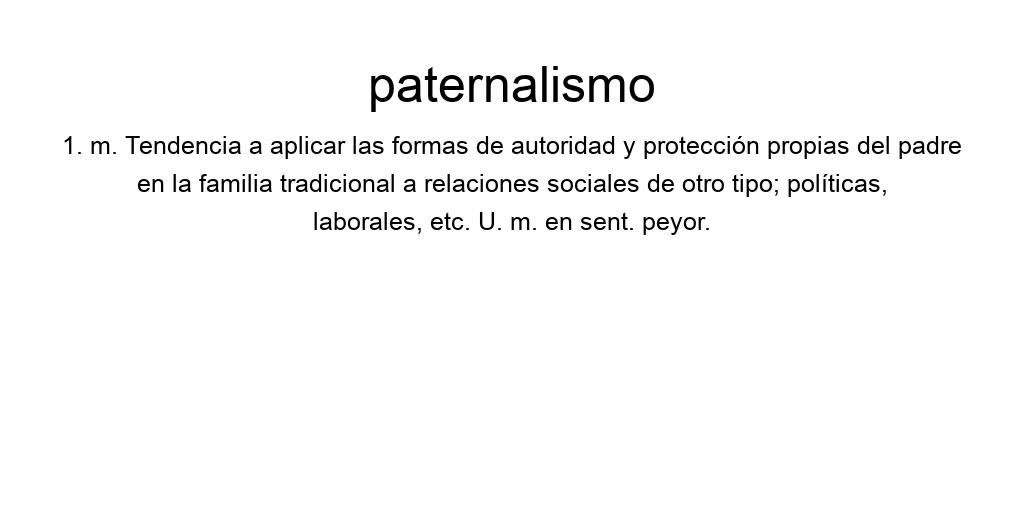 paternalismo
1. m. Tendencia a aplicar las formas de autoridad y protección propias del padre
en la familia tradicional a relaciones sociales de otro tipo; políticas,
laborales, etc. U. m. en sent. peyor.